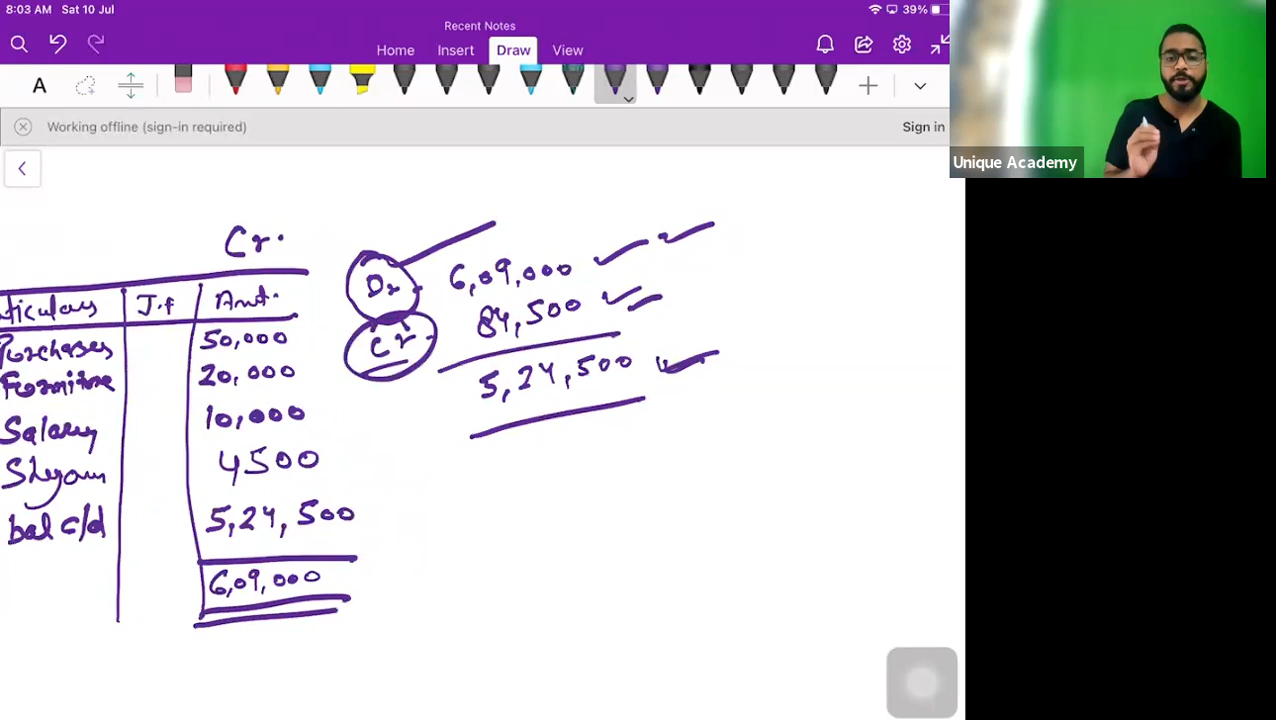 8:03 AM Sat 10 Jul
39%
Recent Notes
Home Insert Draw View
A
Working offline (sign-in required)
Sign in
Unique Academy
Cr.
ticulars J.f Amt.
Purchases 50,000
Furniture 20,000
Salary 10,000
Shyam 4500
bal c/d 5,24,500
6,09,000
Dr. 6,09,000
Cr. 84,500
5,24,500